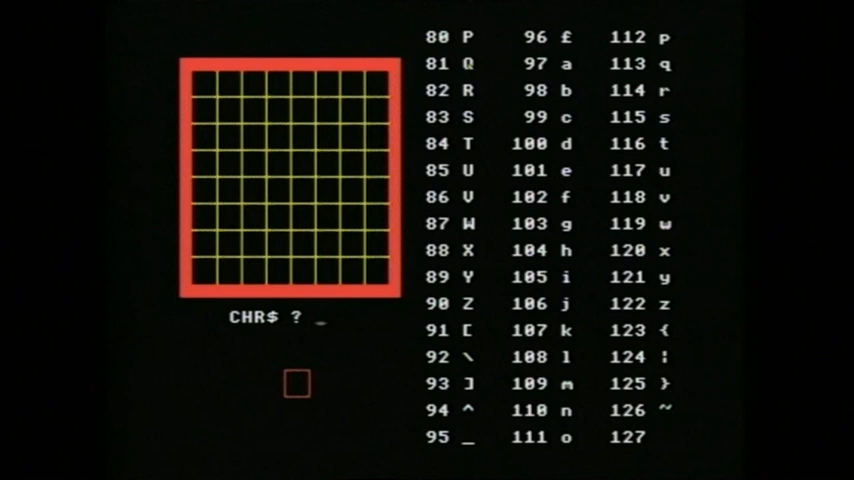 80 P 96 £ 112 p
81 Q 97 a 113 q
82 R 98 b 114 r
83 S 99 c 115 s
84 T 100 d 116 t
85 U 101 e 117 u
86 V 102 f 118 v
87 W 103 g 119 w
88 X 104 h 120 x
89 Y 105 i 121 y
90 Z 106 j 122 z
CHR$ ? _
91 [ 107 k 123 {
92 \ 108 l 124 ¦
93 ] 109 m 125 }
94 ^ 110 n 126 ~
95 _ 111 o 127